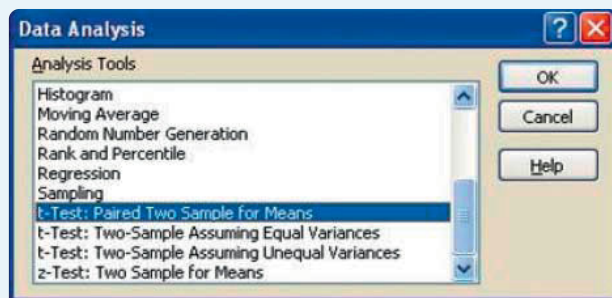 Data Analysis
Analysis Tools
Histogram
Moving Average
Random Number Generation
Rank and Percentile
Regression
Sampling
t-Test: Paired Two Sample for Means
t-Test: Two-Sample Assuming Equal Variances
t-Test: Two-Sample Assuming Unequal Variances
z-Test: Two Sample for Means
OK
Cancel
Help